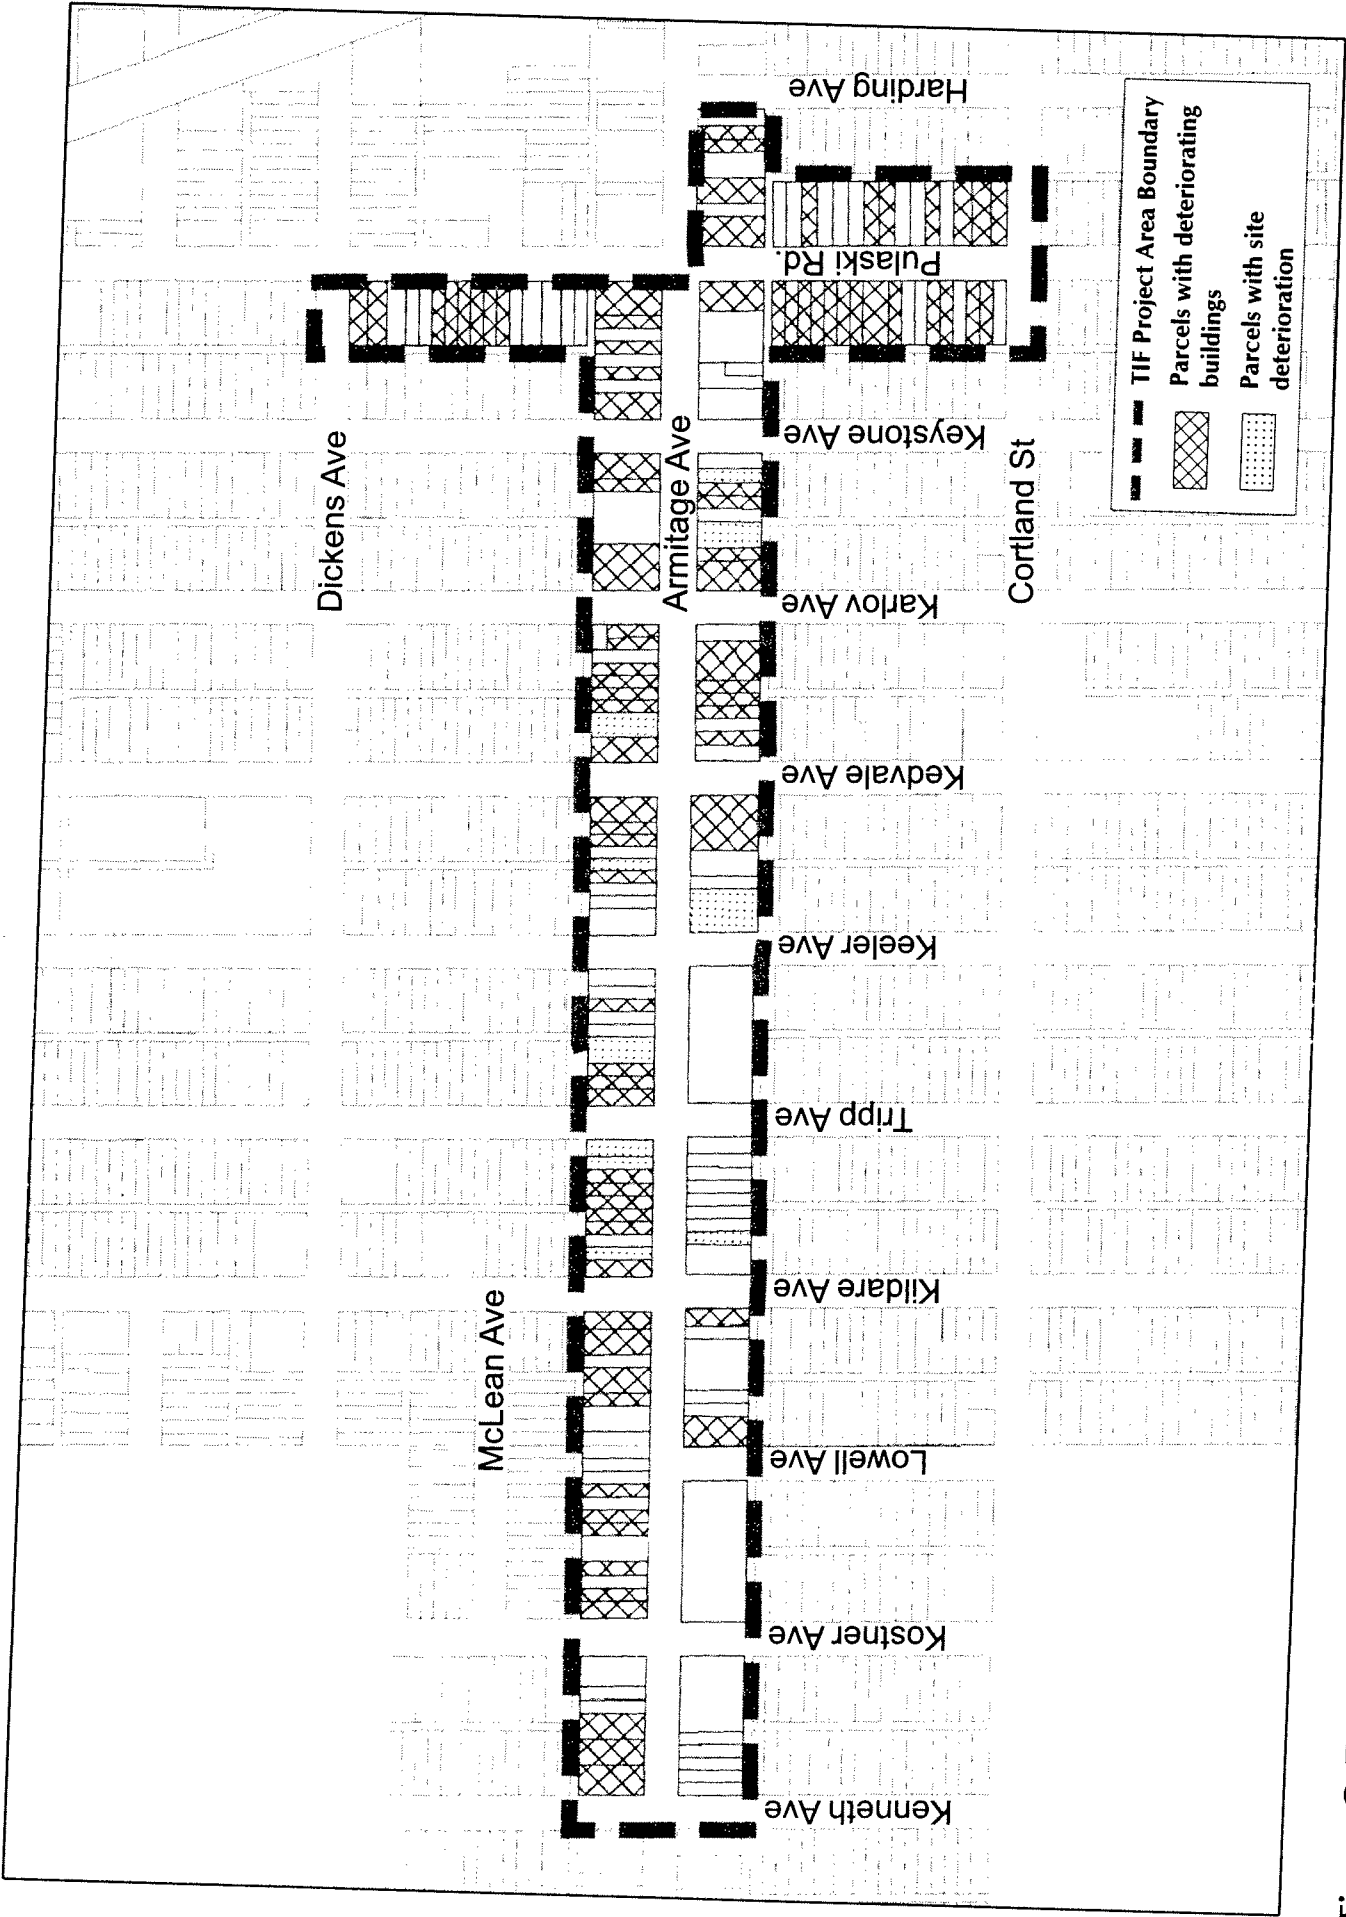 Dickens Ave
McLean Ave
Armitage Ave
Cortland St
Kenneth Ave
Kostner Ave
Lowell Ave
Kildare Ave
Tripp Ave
Keeler Ave
Kedvale Ave
Karlov Ave
Keystone Ave
Pulaski Rd.
Harding Ave
TIF Project Area Boundary
Parcels with deteriorating
buildings
Parcels with site
deterioration